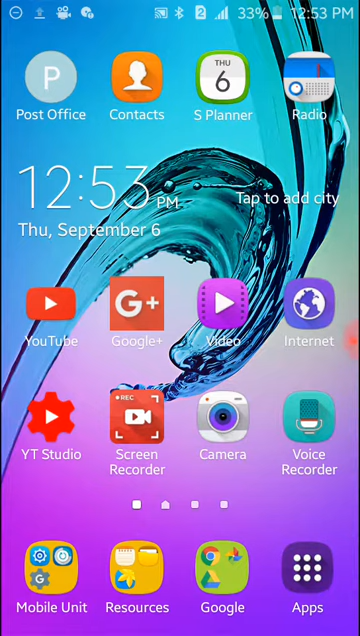 2 33% 12:53 PM
P
THU
6
Post Office Contacts S Planner Radio
12:53 PM
Tap to add city
Thu, September 6
G+
YouTube Google+ Video Internet
REC
YT Studio Screen Recorder Camera Voice Recorder
G
Mobile Unit Resources Google Apps